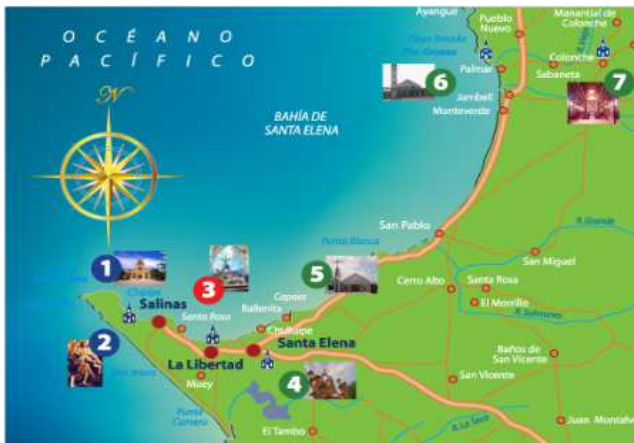 Ayangue
Pueblo
Nuevo
Manantial de
Colonche
OCÉANO
PACÍFICO
N
Palmar
6
Colonche
Sabaneta
7
Jambelí
Monteverde
BAHÍA DE
SANTA ELENA
San Pablo
R. Grande
Punta Blanca
San Miguel
1
3
5
Cerro Alto
Santa Rosa
El Morrillo
Salinas
Santa Rosa
Ballenita
Capaes
Chulluipe
2
La Libertad
Santa Elena
Baños de
San Vicente
Muey
4
San Vicente
Punta
Carnero
El Tambo
R. La Seca
Juan Montalvo